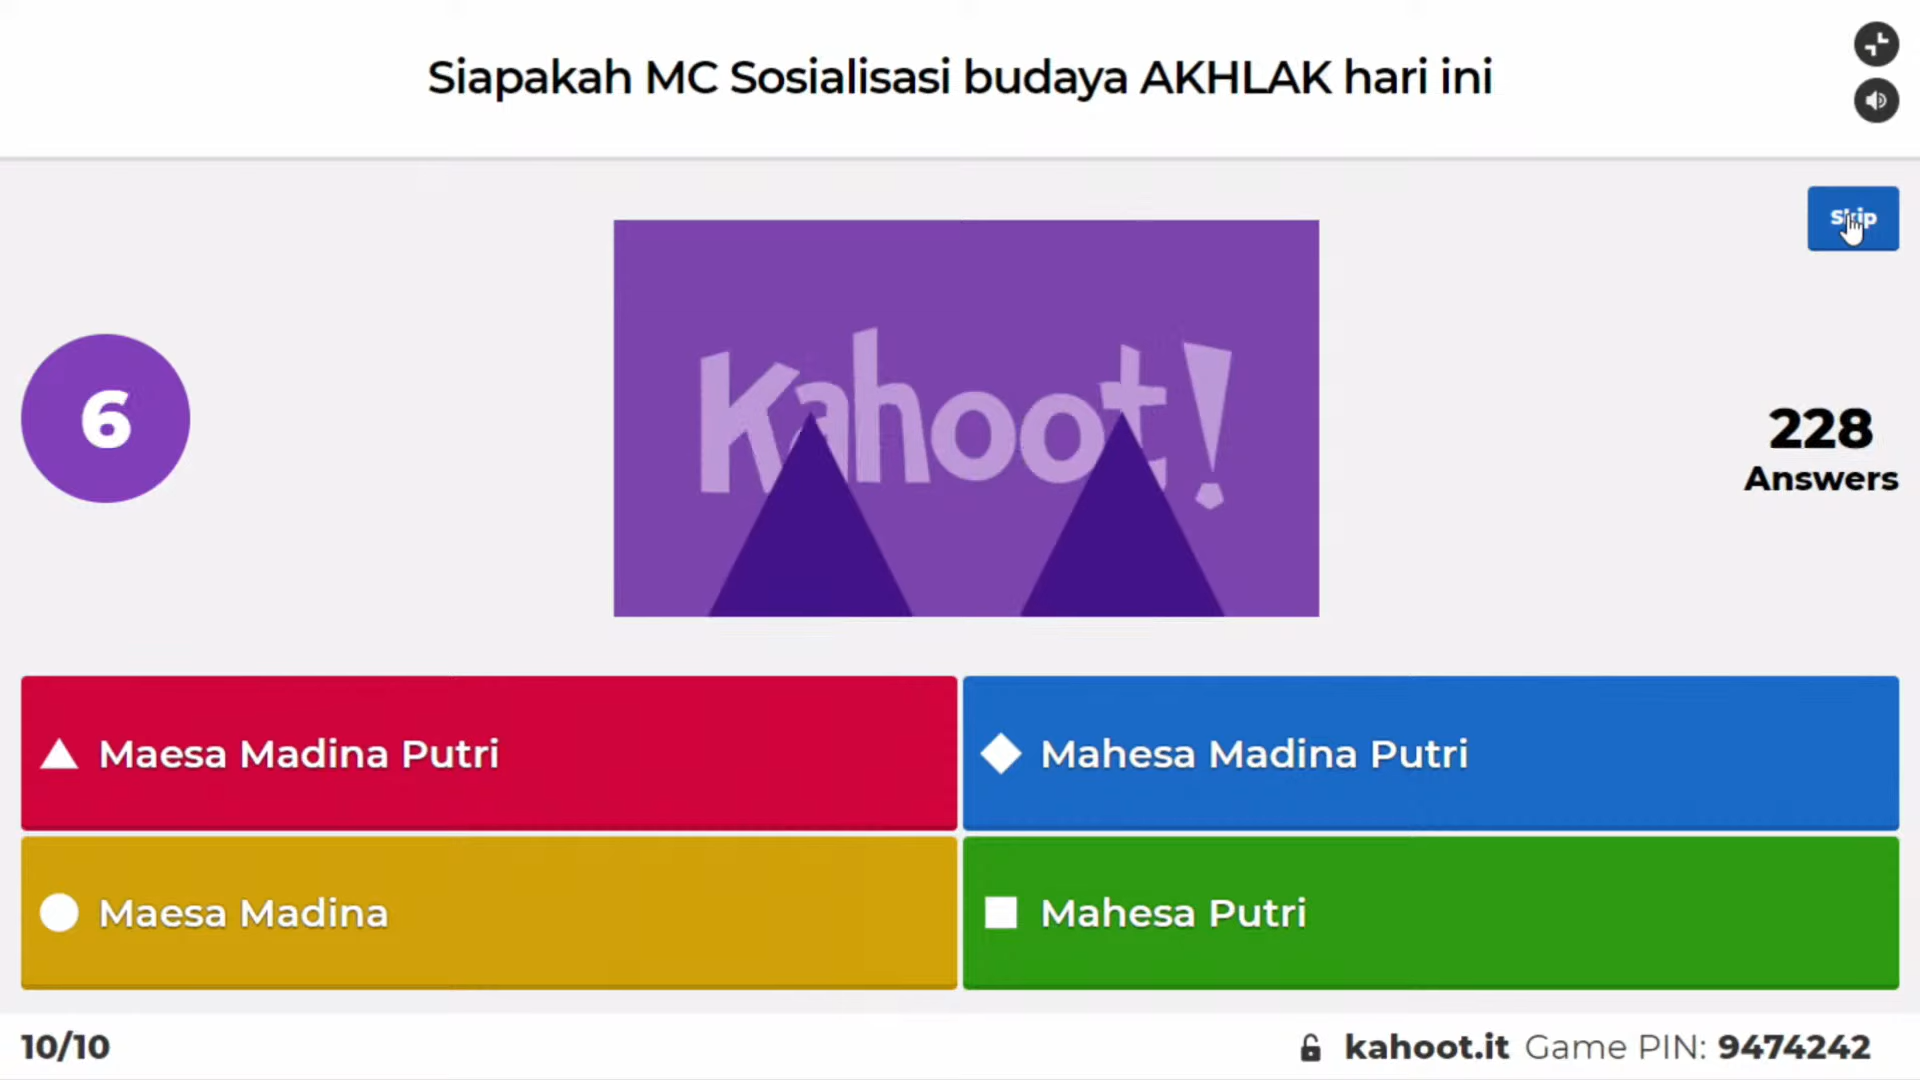 Siapakah MC Sosialisasi budaya AKHLAK hari ini
Skip
Kahoot!
6
228
Answers
Maesa Madina Putri
Mahesa Madina Putri
Maesa Madina
Mahesa Putri
10/10
kahoot.it Game PIN: 9474242